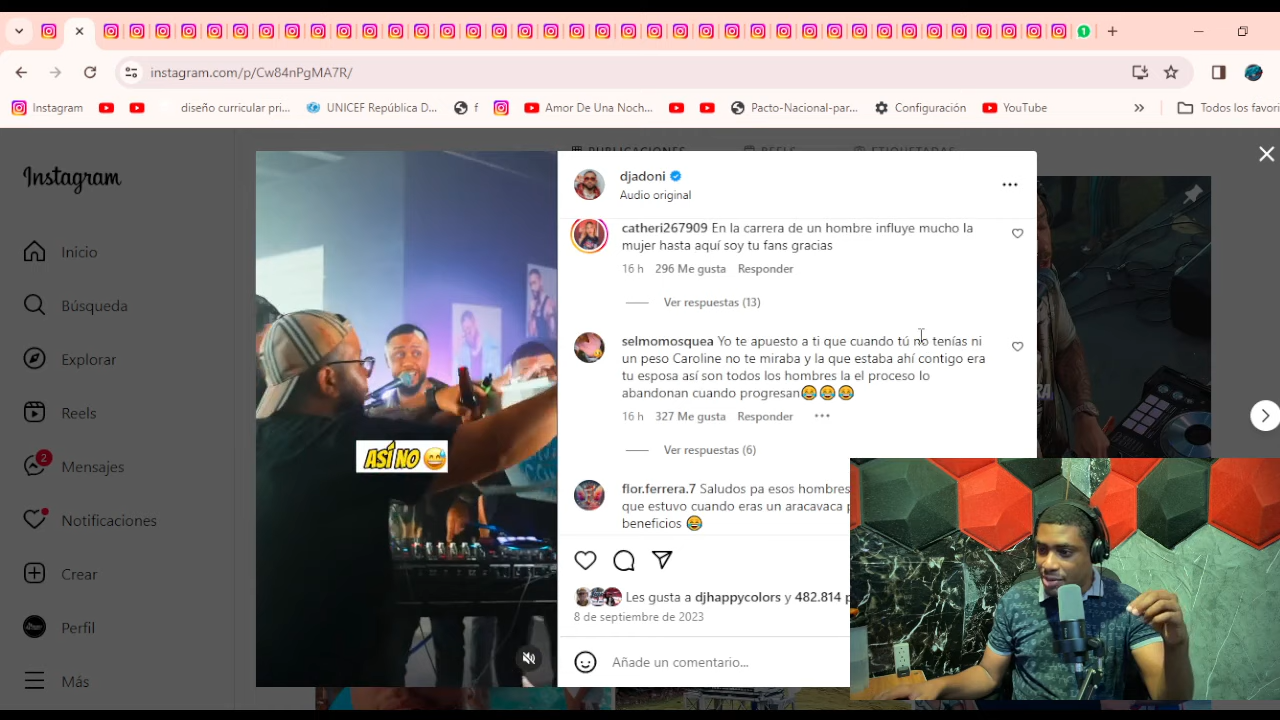 instagram.com/p/Cw84nPgMA7R/
Instagram
diseño curricular pri...
UNICEF República D...
f
Amor De Una Noch...
Pacto-Nacional-par...
Configuración
YouTube
»
Todos los favori
Instagram
Inicio
Búsqueda
Explorar
Reels
2
Mensajes
Notificaciones
Crear
Perfil
Más
PUBLICACIONES
REELS
ETIQUETADAS
ASÍ NO
djadoni
Audio original
catheri267909 En la carrera de un hombre influye mucho la
mujer hasta aquí soy tu fans gracias
16 h 296 Me gusta Responder
Ver respuestas (13)
selmomosquea Yo te apuesto a ti que cuando tú no tenías ni
un peso Caroline no te miraba y la que estaba ahí contigo era
tu esposa así son todos los hombres la el proceso lo
abandonan cuando progresan😂😂😂
16 h 327 Me gusta Responder
Ver respuestas (6)
flor.ferrera.7 Saludos pa esos hombres
que estuvo cuando eras un aracavaca p
beneficios 😂
Les gusta a djhappycolors y 482.814 p
8 de septiembre de 2023
Añade un comentario...